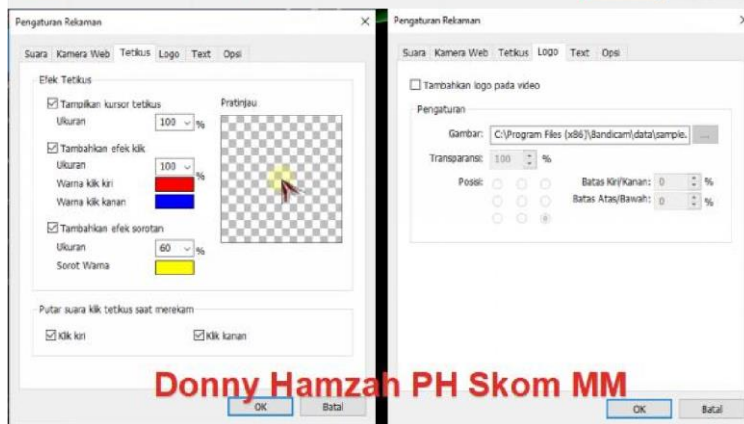 Pengaturan Rekaman
Suara Kamera Web Tetikus Logo Text Opsi
Efek Tetikus
Tampilkan kursor tetikus
Ukuran 100 %
Pratinjau
Tambahkan efek klik
Ukuran 100 %
Warna klik kiri
Warna klik kanan
Tambahkan efek sorotan
Ukuran 60 %
Sorot Warna
Putar suara klik tetikus saat merekam
Klik kiri Klik kanan
OK Batal
Pengaturan Rekaman
Suara Kamera Web Tetikus Logo Text Opsi
Tambahkan logo pada video
Pengaturan
Gambar: C:\Program Files (x86)\Bandicam\data\sample. ...
Transparansi: 100 %
Posisi: Batas Kiri/Kanan: 0 %
Batas Atas/Bawah: 0 %
OK Batal
Donny Hamzah PH Skom MM